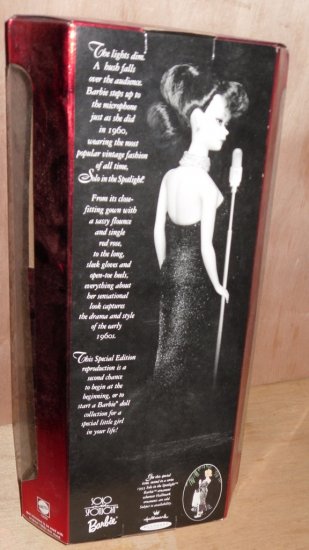 The lights dim.
A hush falls
over the audience.
Barbie steps up to
the microphone
just as she did
in 1960,
wearing the most
popular vintage fashion
of all time,
Solo in the Spotlight!
From its close-
fitting gown with
a sassy flounce
and single
red rose,
to the long,
sleek gloves and
open-toe heels,
everything about
her sensational
look captures
the drama and style
of the early
1960s.
This Special Edition
reproduction is a
second chance
to begin at the
beginning, or to
start a Barbie® doll
collection for a
special little girl
in your life!
SOLO
in the
SPOTLIGHT
Barbie
Hallmark